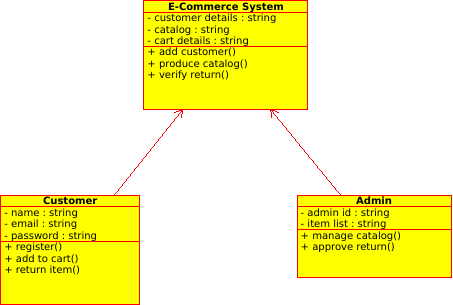 E-Commerce System
- customer details : string
- catalog : string
- cart details : string
+ add customer()
+ produce catalog()
+ verify return()
Customer
- name : string
- email : string
- password : string
+ register()
+ add to cart()
+ return item()
Admin
- admin id : string
- item list : string
+ manage catalog()
+ approve return()